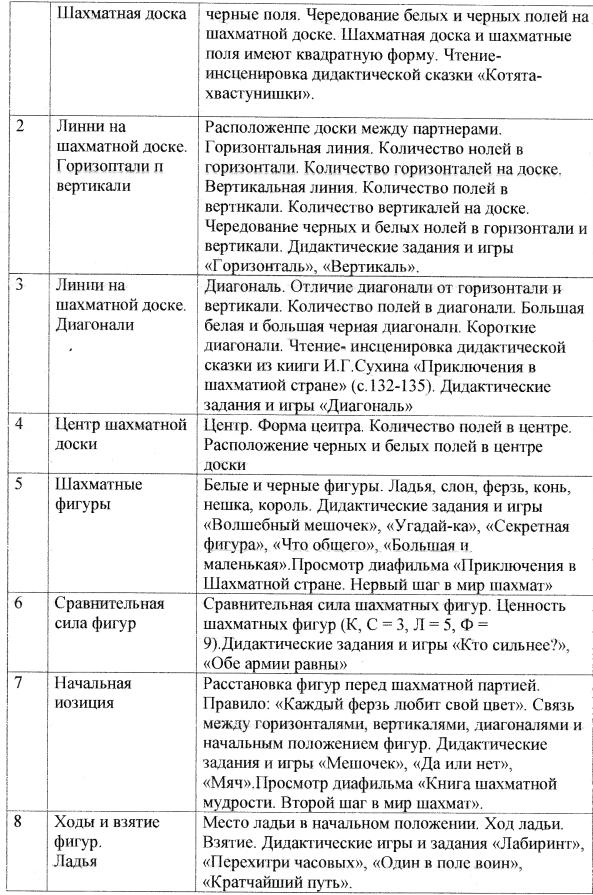 Шахматная доска
черные поля. Чередование белых и черных полей на
шахматной доске. Шахматная доска и шахматные
поля имеют квадратную форму. Чтение-
инсценировка дидактической сказки «Котята-
хвастунишки».
2
Линни на
шахматной доске.
Горизоптали п
вертикали
Расположенпе доски между партнерами.
Горизонтальная линия. Количество нолей в
горизонтали. Количество горизонталей на доске.
Вертикальная линия. Количество полей в
вертикали. Количество вертикалей на доске.
Чередование черных и белых нолей в горизонтали и
вертикали. Дидактические задания и игры
«Горизонталь», «Вертикаль».
3
Линии на
шахматной доске.
Диагонали
Диагональ. Отличие диагонали от горизонтали и
вертикали. Количество полей в диагонали. Большая
белая и большая черная диагонали. Короткие
диагонали. Чтение- инсценировка дидактической
сказки из книги И.Г.Сухина «Приключения в
шахматиой стране» (с.132-135). Дидактические
задания и игры «Диагональ»
4
Центр шахматной
доски
Центр. Форма цеитра. Количество полей в центре.
Расположение черных и белых полей в центре
доски
5
Шахматные
фигуры
Белые и черные фигуры. Ладья, слон, ферзь, конь,
нешка, король. Дидактические задания и игры
«Волшебный мешочек», «Угадай-ка», «Секретная
фигура», «Что общего», «Большая и
маленькая».Просмотр диафильма «Приключения в
Шахматной стране. Нервый шаг в мир шахмат»
6
Сравнительная
сила фигур
Сравнительная сила шахматных фигур. Ценность
шахматных фигур (К, С = 3, Л = 5, Ф =
9).Дидактические задания и игры «Кто сильнее?»,
«Обе армии равны»
7
Начальная
иозиция
Расстановка фигур перед шахматной партией.
Правило: «Каждый ферзь любит свой цвет». Связь
между горизонталями, вертикалями, диагоналями и
начальным положением фигур. Дидактические
задания и игры «Мешочек», «Да или нет»,
«Мяч».Просмотр диафильма «Книга шахматной
мудрости. Второй шаг в мир шахмат».
8
Ходы и взятие
фигур.
Ладья
Место ладьи в начальном положении. Ход ладьи.
Взятие. Дидактические игры и задания «Лабиринт»,
«Перехитри часовых», «Один в поле воин»,
«Кратчайший путь».